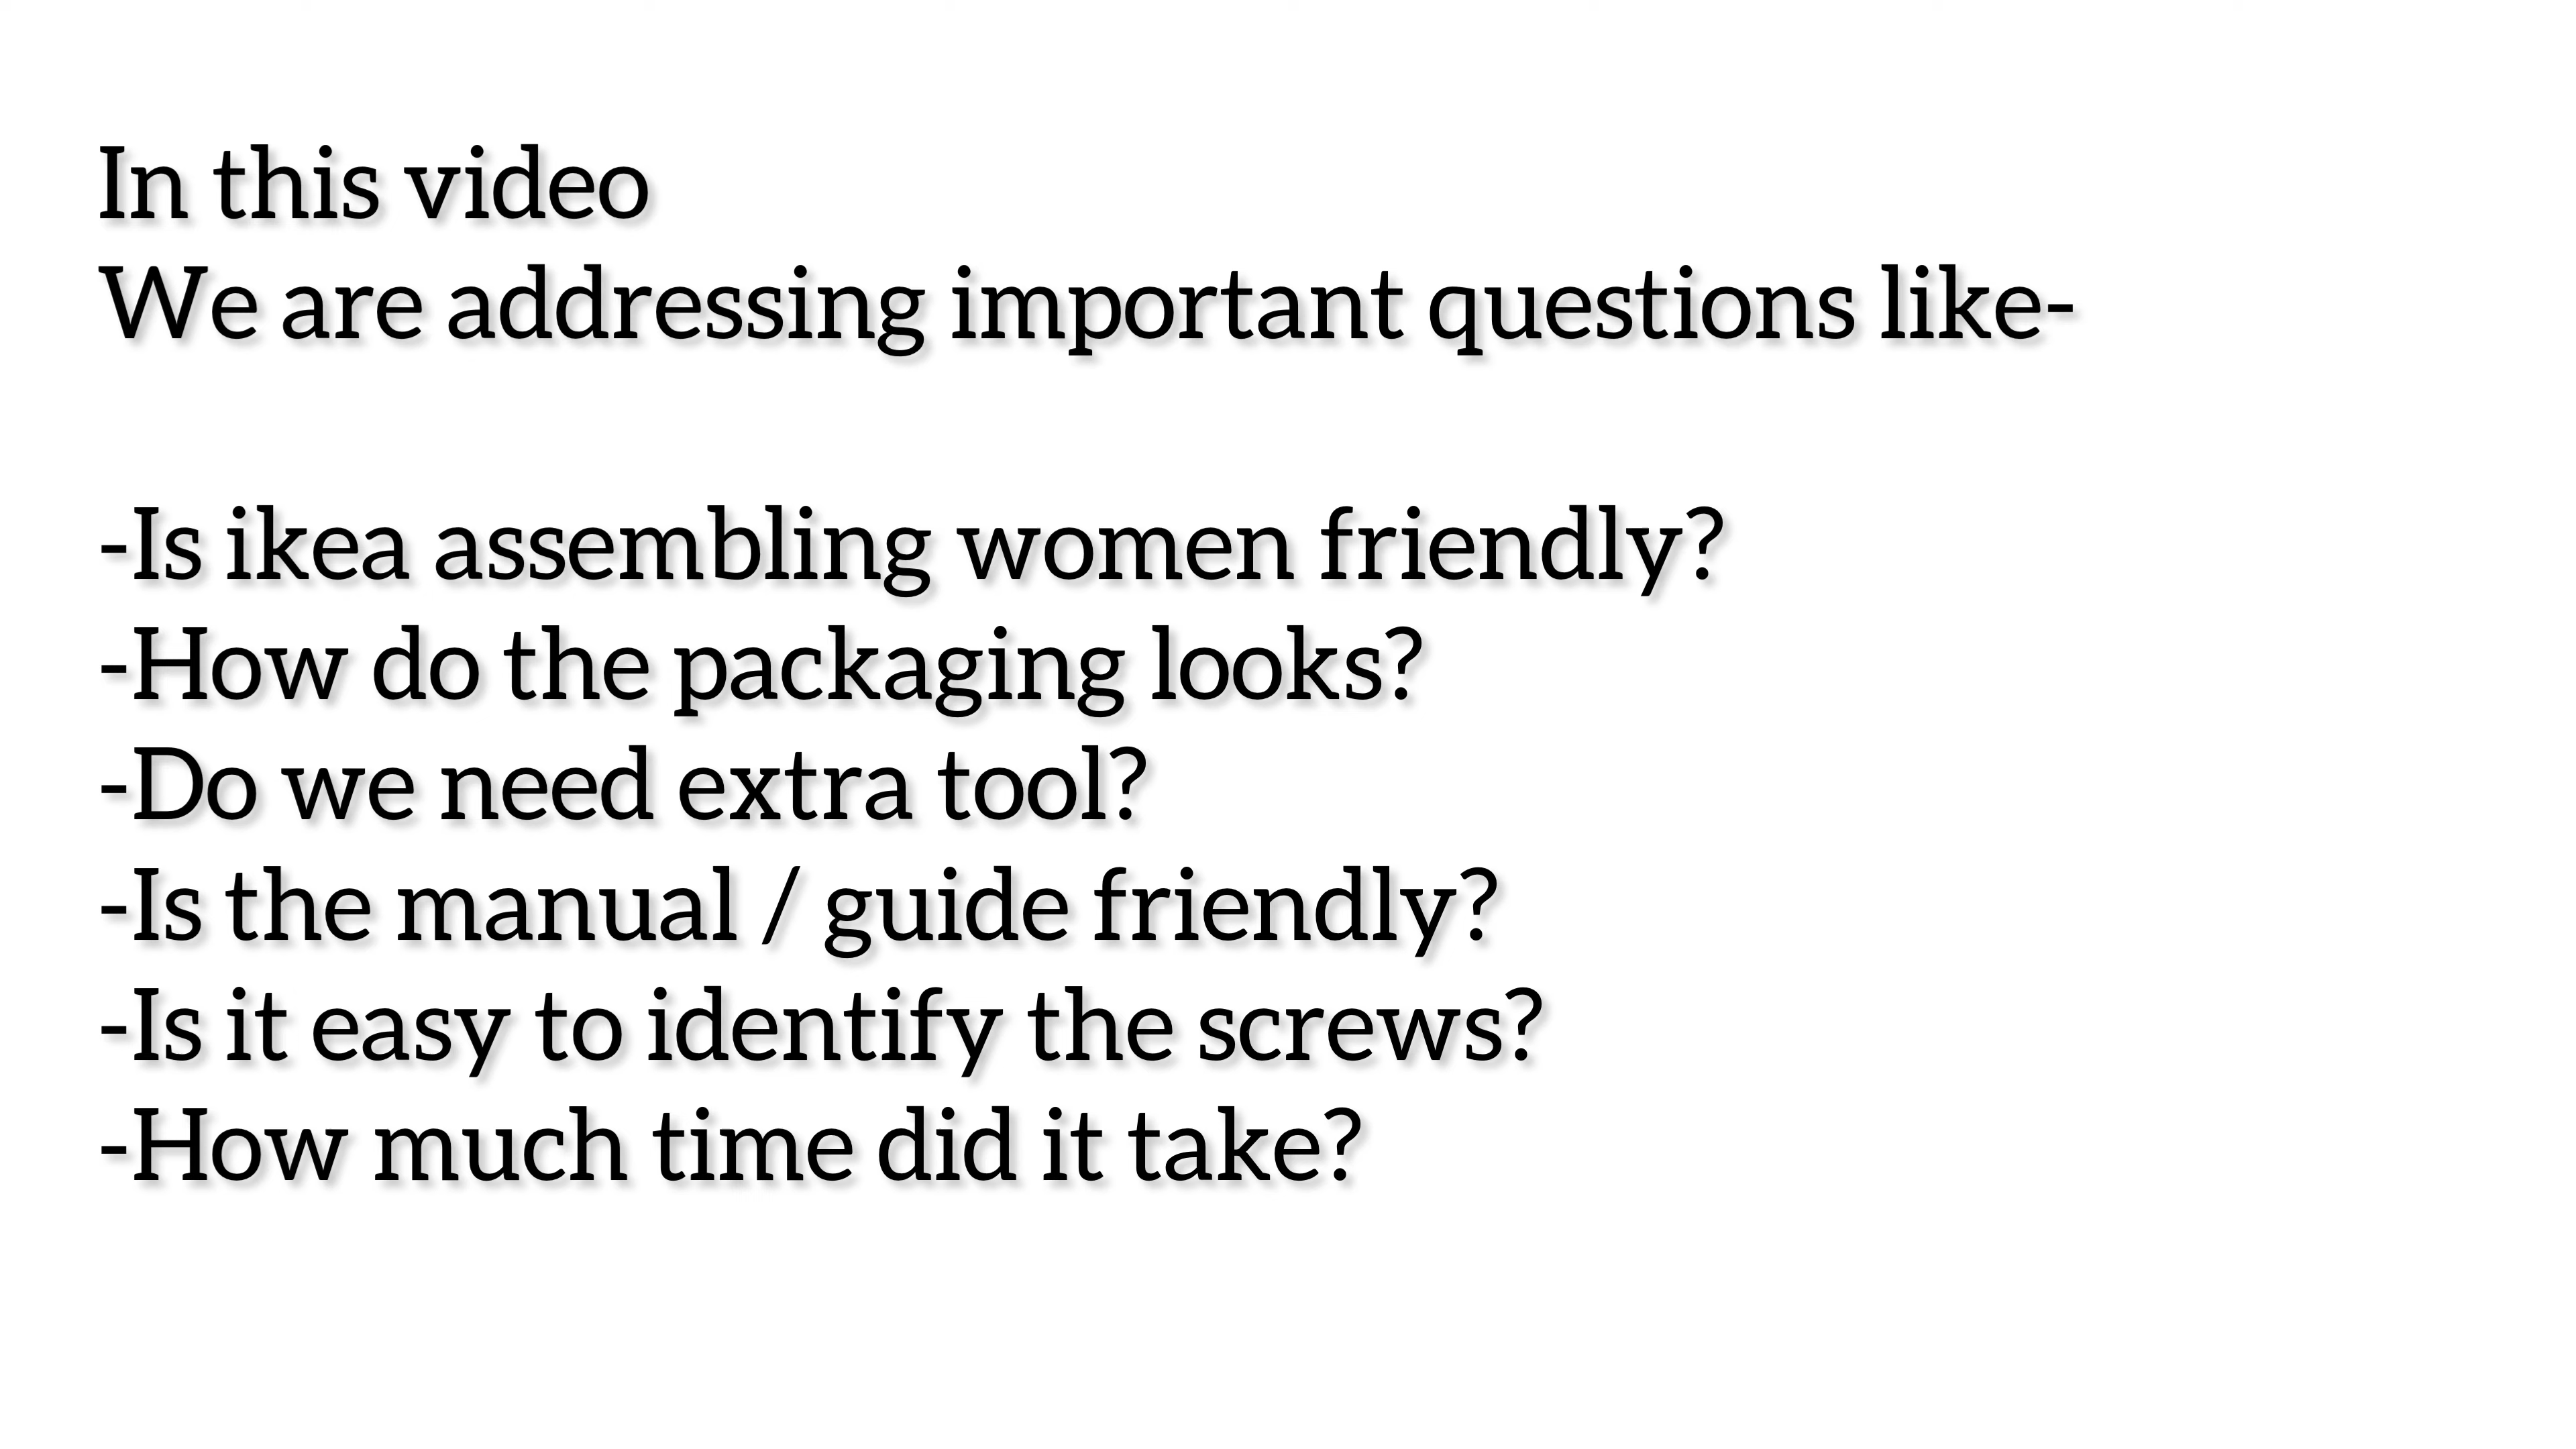 In this video
We are addressing important questions like-
-Is ikea assembling women friendly?
-How do the packaging looks?
-Do we need extra tool?
-Is the manual / guide friendly?
-Is it easy to identify the screws?
-How much time did it take?